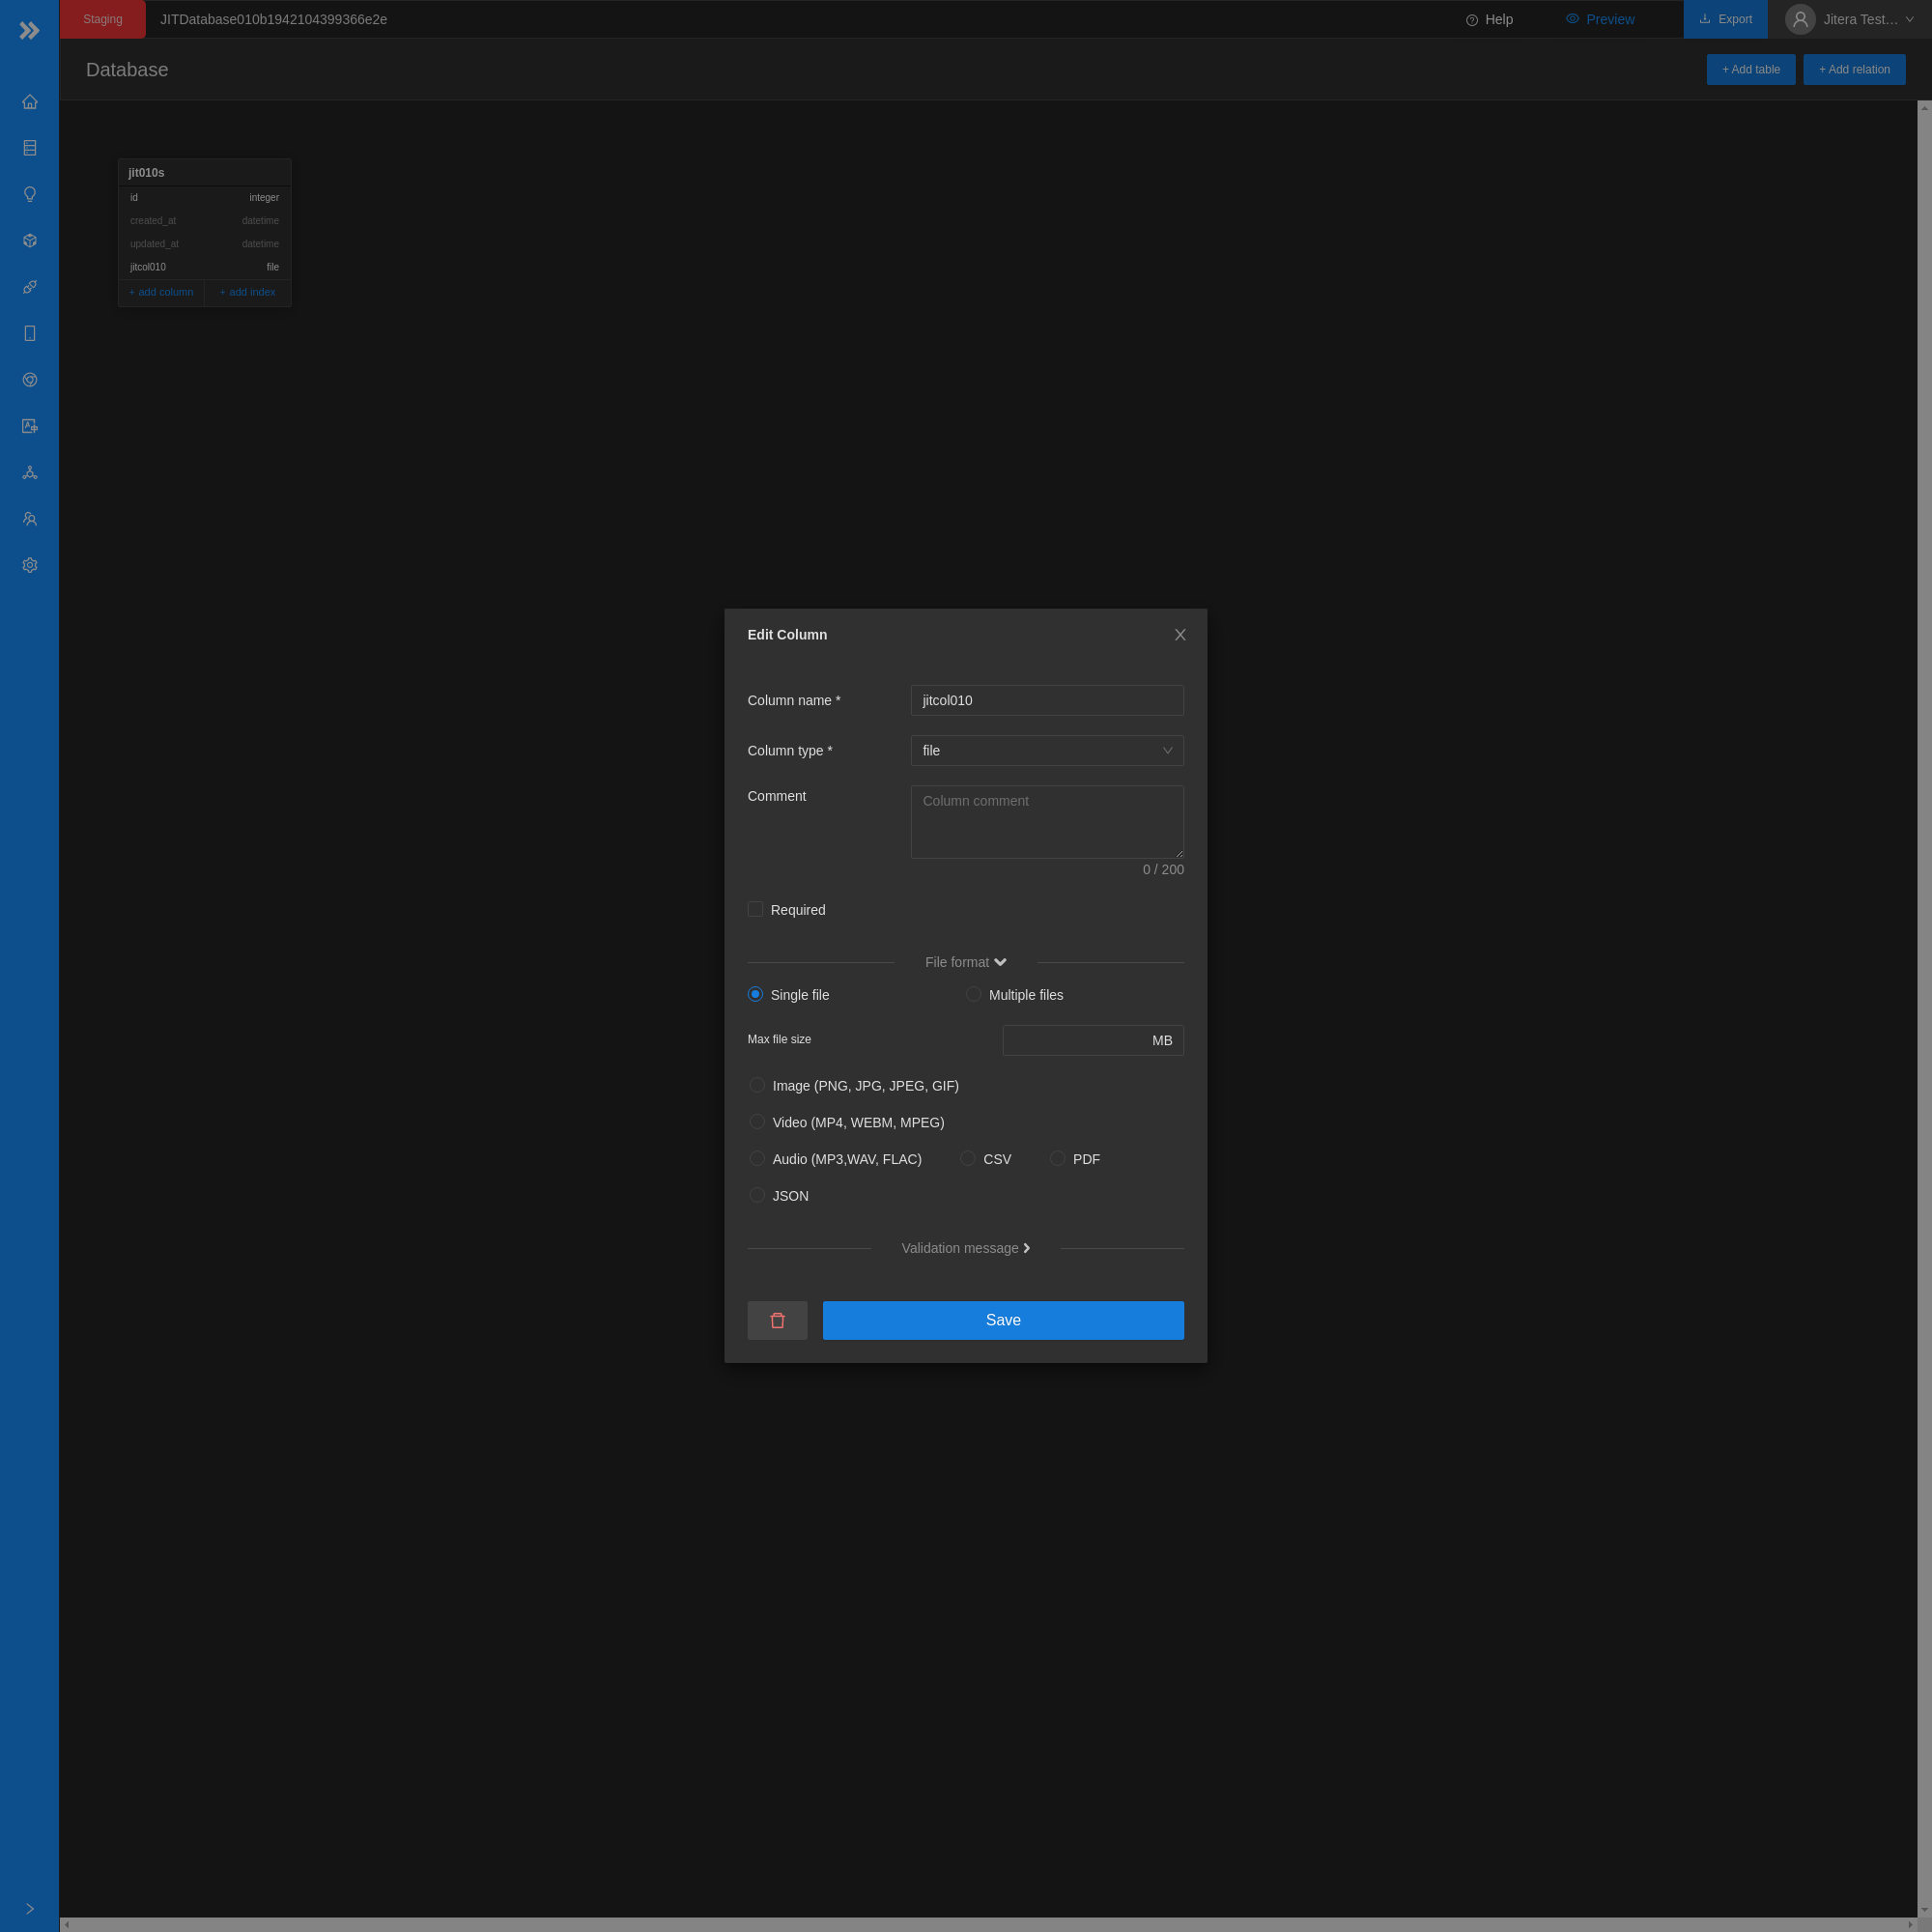 Staging
JITDatabase010b1942104399366e2e
Help
Preview
Export
Jitera Test…
Database
+ Add table
+ Add relation
jit010s
id integer
created_at datetime
updated_at datetime
jitcol010 file
+ add column + add index
Edit Column
Column name * jitcol010
Column type * file
Comment Column comment
0 / 200
Required
File format
Single file Multiple files
Max file size MB
Image (PNG, JPG, JPEG, GIF)
Video (MP4, WEBM, MPEG)
Audio (MP3,WAV, FLAC) CSV PDF
JSON
Validation message
Save